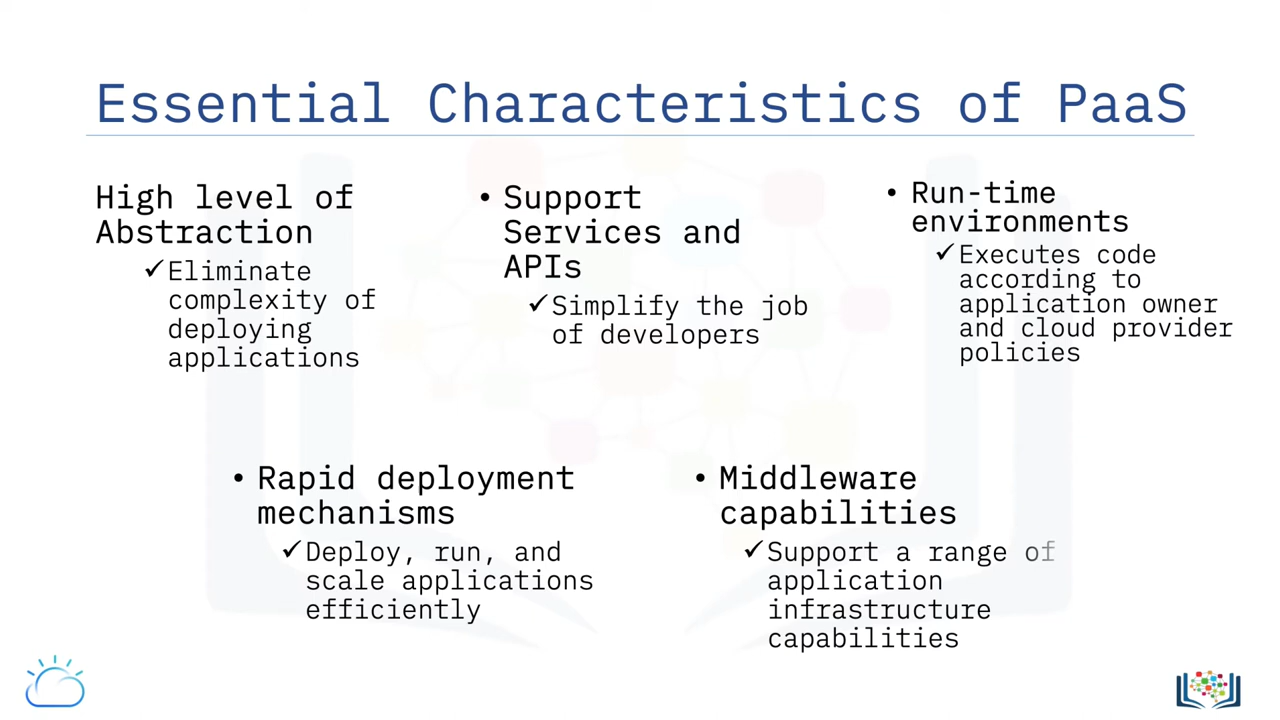 Essential Characteristics of PaaS
High level of
Abstraction
✓Eliminate
complexity of
deploying
applications
• Support
Services and
APIs
✓Simplify the job
of developers
• Run-time
environments
✓Executes code
according to
application owner
and cloud provider
policies
• Rapid deployment
mechanisms
✓Deploy, run, and
scale applications
efficiently
• Middleware
capabilities
✓Support a range of
application
infrastructure
capabilities